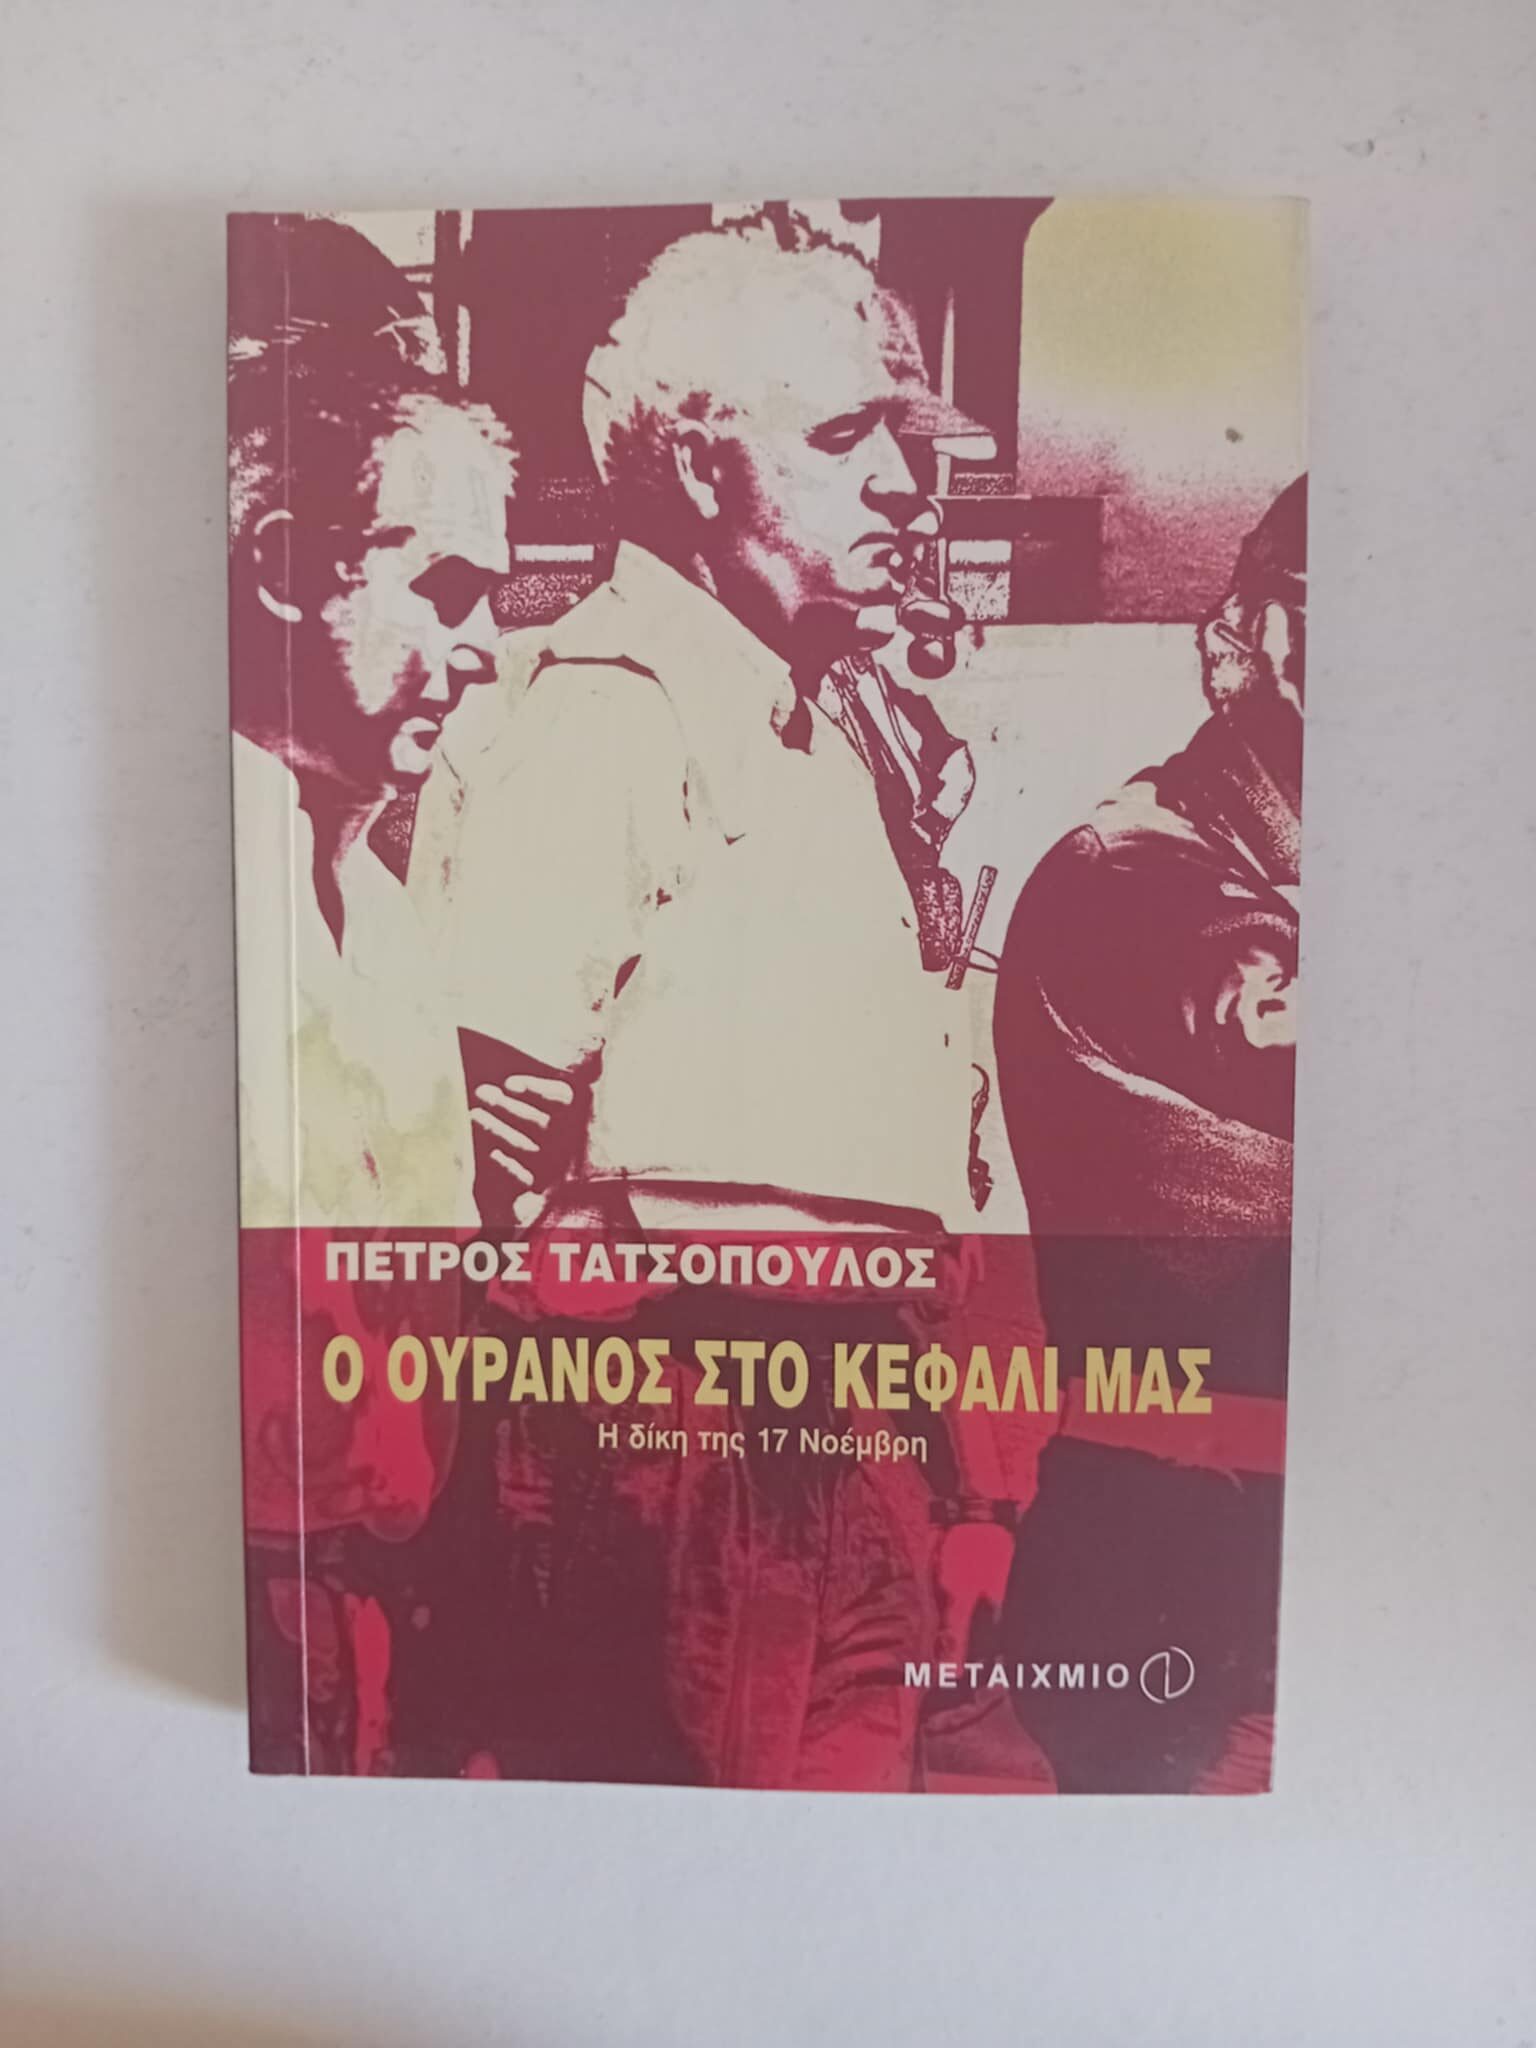 ΠΕΤΡΟΣ ΤΑΤΣΟΠΟΥΛΟΣ
Ο ΟΥΡΑΝΟΣ ΣΤΟ ΚΕΦΑΛΙ ΜΑΣ
Η δίκη της 17 Νοέμβρη
ΜΕΤΑΙΧΜΙΟ